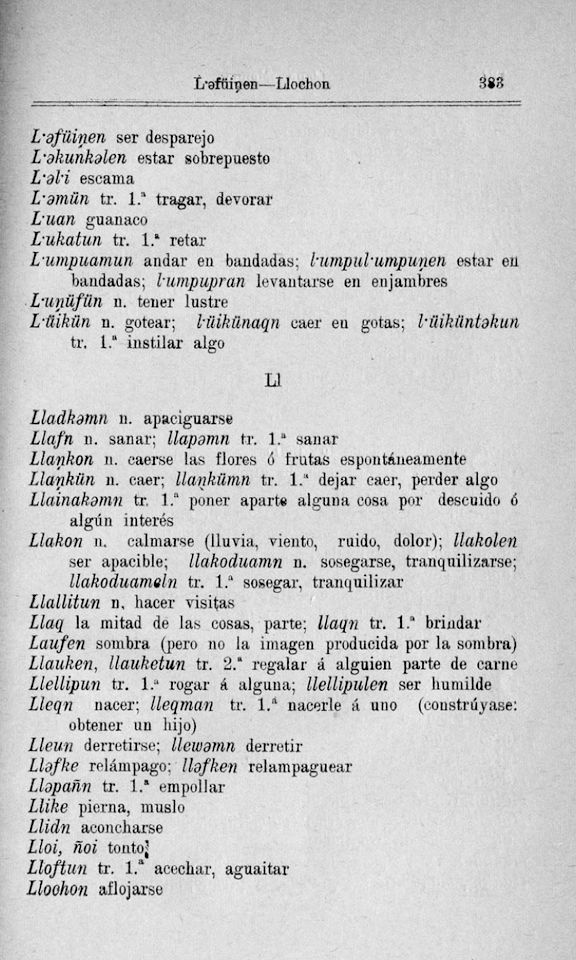 L·əfüiṇen—Llochon 383
L·əfüiṇen ser desparejo
L·əkunkəlen estar sobrepuesto
L·əl·i escama
L·əmün tr. 1.ª tragar, devorar
L·uan guanaco
L·ukatun tr. 1.ª retar
L·umpuamun andar en bandadas; l·umpul·umpuṇen estar en
bandadas; l·umpupran levantarse en enjambres
L·uṇüfün n. tener lustre
L·üikün n. gotear; l·üikünaqn caer en gotas; l·üiküntəkun
tr. 1.ª instilar algo
Ll
Lladkəmn n. apaciguarse
Llafn n. sanar; llapəmn tr. 1.ª sanar
Llaṇkon n. caerse las flores ó frutas espontáneamente
Llaṇkün n. caer; llaṇkümn tr. 1.ª dejar caer, perder algo
Llainakəmn tr. 1.ª poner aparte alguna cosa por descuido ó
algún interés
Llakon n. calmarse (lluvia, viento, ruido, dolor); llakolen
ser apacible; llakoduamn n. sosegarse, tranquilizarse;
llakoduaməln tr. 1.ª sosegar, tranquilizar
Llallitun n. hacer visitas
Llaq la mitad de las cosas, parte; llaqn tr. 1.ª brindar
Laufen sombra (pero no la imagen producida por la sombra)
Llauken, llauketun tr. 2.ª regalar á alguien parte de carne
Llellipun tr. 1.ª rogar á alguna; llellipulen ser humilde
Lleqn nacer; lleqman tr. 1.ª nacerle á uno (constrúyase:
obtener un hijo)
Lleun derretirse; llewəmn derretir
Lləfke relámpago; lləfken relampaguear
Lləpañn tr. 1.ª empollar
Llike pierna, muslo
Llidn aconcharse
Lloi, ñoi tonto
Lloftun tr. 1.ª acechar, aguaitar
Llochon aflojarse